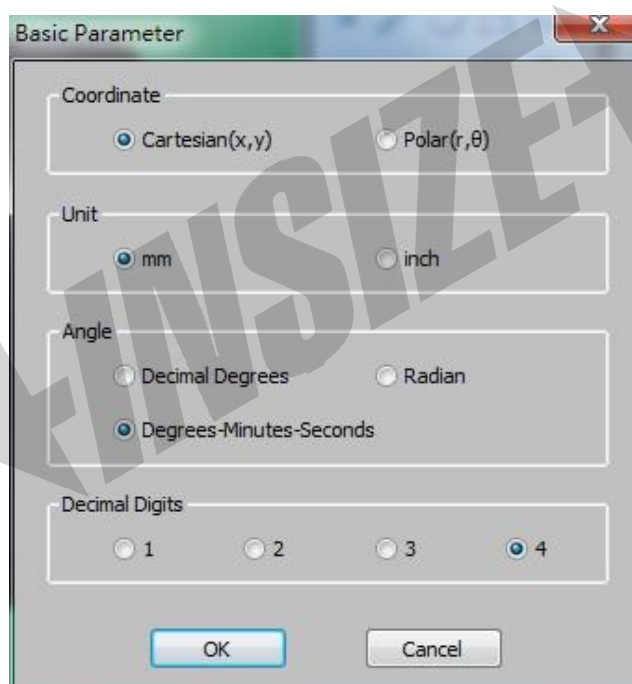 Basic Parameter
Coordinate
Cartesian(x,y) Polar(r,θ)
Unit
mm inch
Angle
Decimal Degrees Radian
Degrees-Minutes-Seconds
Decimal Digits
1 2 3 4
OK Cancel
INSIZE